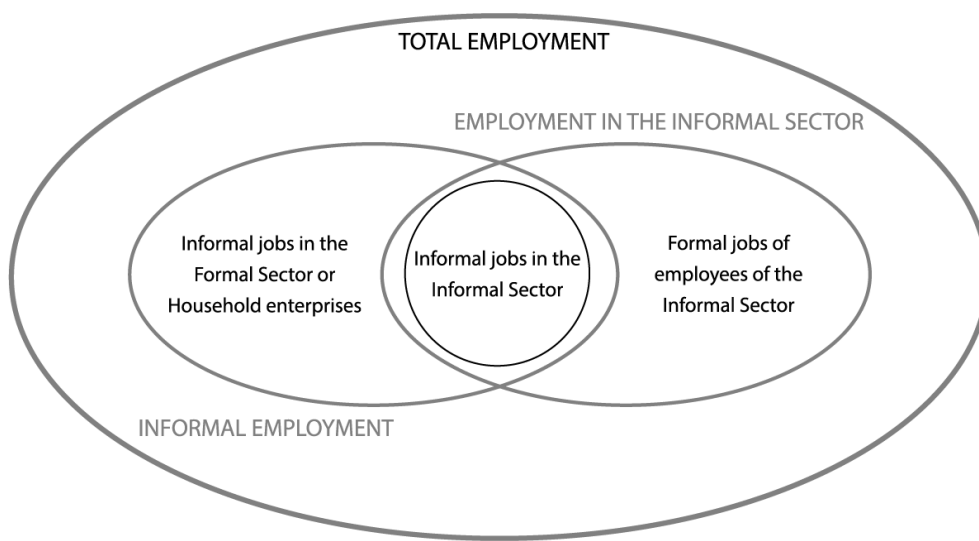 TOTAL EMPLOYMENT
EMPLOYMENT IN THE INFORMAL SECTOR
Informal jobs in the
Formal Sector or
Household enterprises
Informal jobs in the
Informal Sector
Formal jobs of
employees of the
Informal Sector
INFORMAL EMPLOYMENT